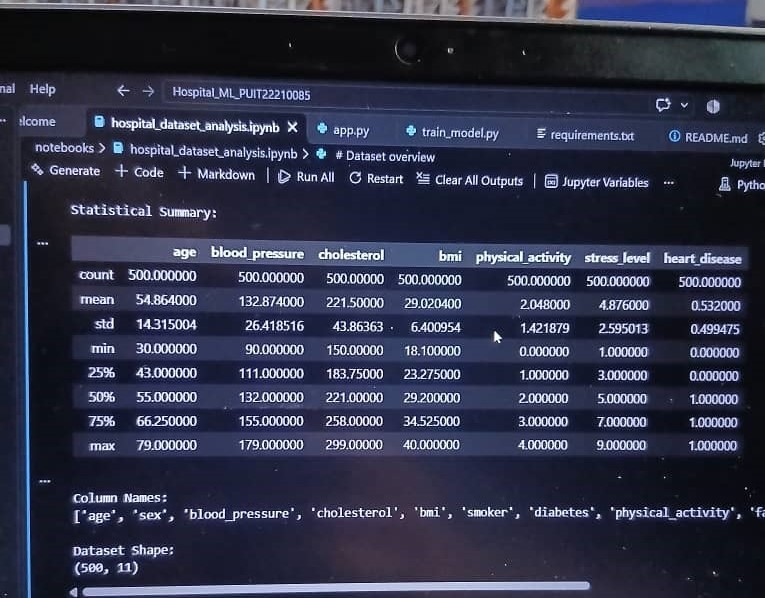 Help ← → Hospital_ML_PUIT22210085
hospital_dataset_analysis.ipynb × app.py train_model.py requirements.txt README.md
notebooks > hospital_dataset_analysis.ipynb > # Dataset overview
Jupyter
Generate + Code + Markdown | Run All Restart Clear All Outputs | Jupyter Variables ...
Statistical Summary:
age blood_pressure cholesterol bmi physical_activity stress_level heart_disease
count 500.000000 500.000000 500.00000 500.000000 500.000000 500.000000 500.000000
mean 54.864000 132.874000 221.50000 29.020400 2.048000 4.876000 0.532000
std 14.315004 26.418516 43.86363 6.400954 1.421879 2.595013 0.499475
min 30.000000 90.000000 150.00000 18.100000 0.000000 1.000000 0.000000
25% 43.000000 111.000000 183.75000 23.275000 1.000000 3.000000 0.000000
50% 55.000000 132.000000 221.00000 29.200000 2.000000 5.000000 1.000000
75% 66.250000 155.000000 258.00000 34.525000 3.000000 7.000000 1.000000
max 79.000000 179.000000 299.00000 40.000000 4.000000 9.000000 1.000000
Column Names:
['age', 'sex', 'blood_pressure', 'cholesterol', 'bmi', 'smoker', 'diabetes', 'physical_activity',
Dataset Shape:
(500, 11)